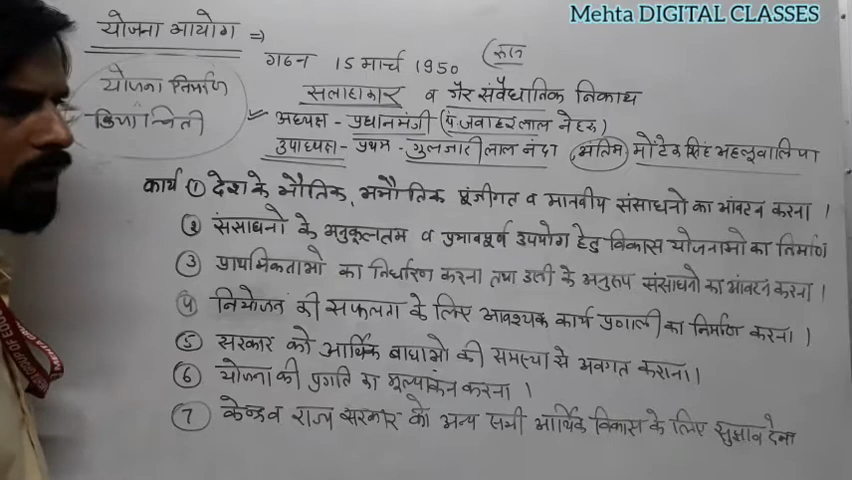 Mehta DIGITAL CLASSES
योजना आयोग ⇒
गठन 15 मार्च 1950
योजना निर्माण
सलाहाकार व गैर संवैधातिक निकाय
अध्यक्ष - प्रधानमंत्री (पं जवाहरलाल नेहरू)
उपाध्यक्ष - प्रथम - गुलजारी लाल नंदा अंतिम मोंटेक सिंह अहलूवालिया
कार्य ① देश के भौतिक, अभौतिक पूंजीगत व मानवीय संसाधनो का आंवटन करना ।
② संसाधनो के अनुकूलतम व प्रभावपूर्व उपयोग हेतु विकास योजनाओ का निर्माण
③ प्राथमिकताओ का निर्धारण करना तथा उसी के अनुरूप संसाधनो का आंवटन करना ।
④ नियोजन की सफलता के लिए आवश्यक कार्य प्रणाली का निर्माण करना ।
⑤ सरकार को आर्थिक बाधाओ की समस्या से अवगत कराना ।
⑥ योजना की प्रगति का मूल्यांकन करना ।
⑦ केन्द्र व राज्य सरकार को अन्य सभी आर्थिक विकास के लिए सुझाव देना